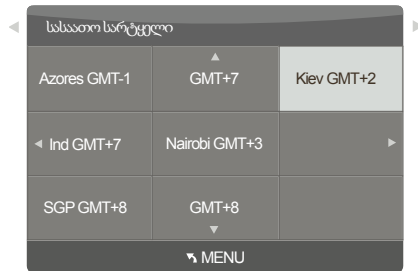 სასაათო სარტყელი
Azores GMT-1
GMT+7
Kiev GMT+2
Ind GMT+7
Nairobi GMT+3
SGP GMT+8
GMT+8
MENU